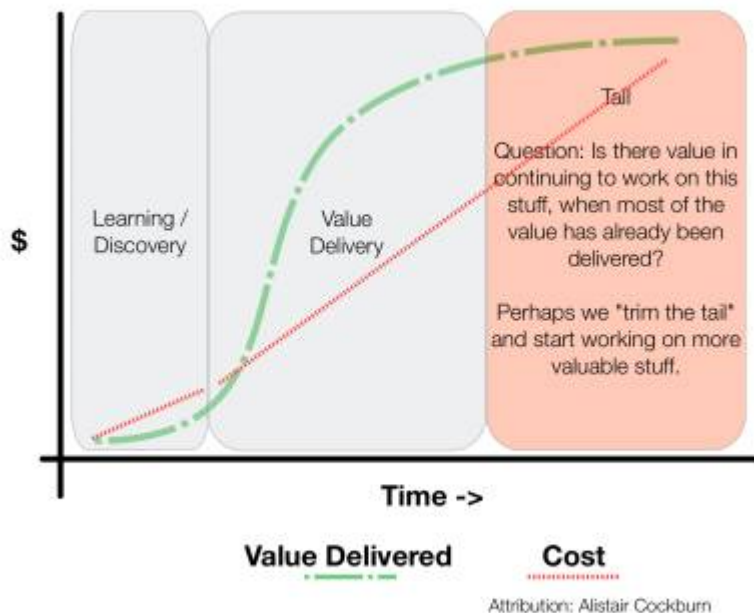 Tail
Question: Is there value in
continuing to work on this
stuff, when most of the
value has already been
delivered?
Perhaps we "trim the tail"
and start working on more
valuable stuff.
Learning /
Discovery
Value
Delivery
$
Time ->
Value Delivered
Cost
Attribution: Alistair Cockburn